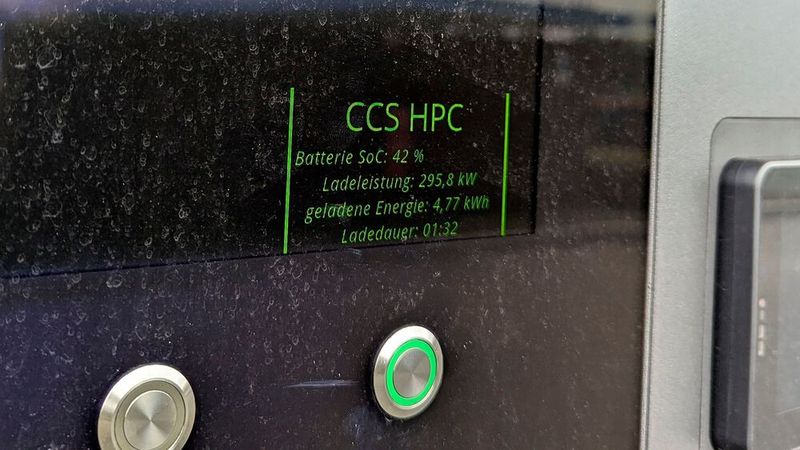 CCS HPC
Batterie SoC: 42 %
Ladeleistung: 295,8 kW
geladene Energie: 4,77 kWh
Ladedauer: 01:32